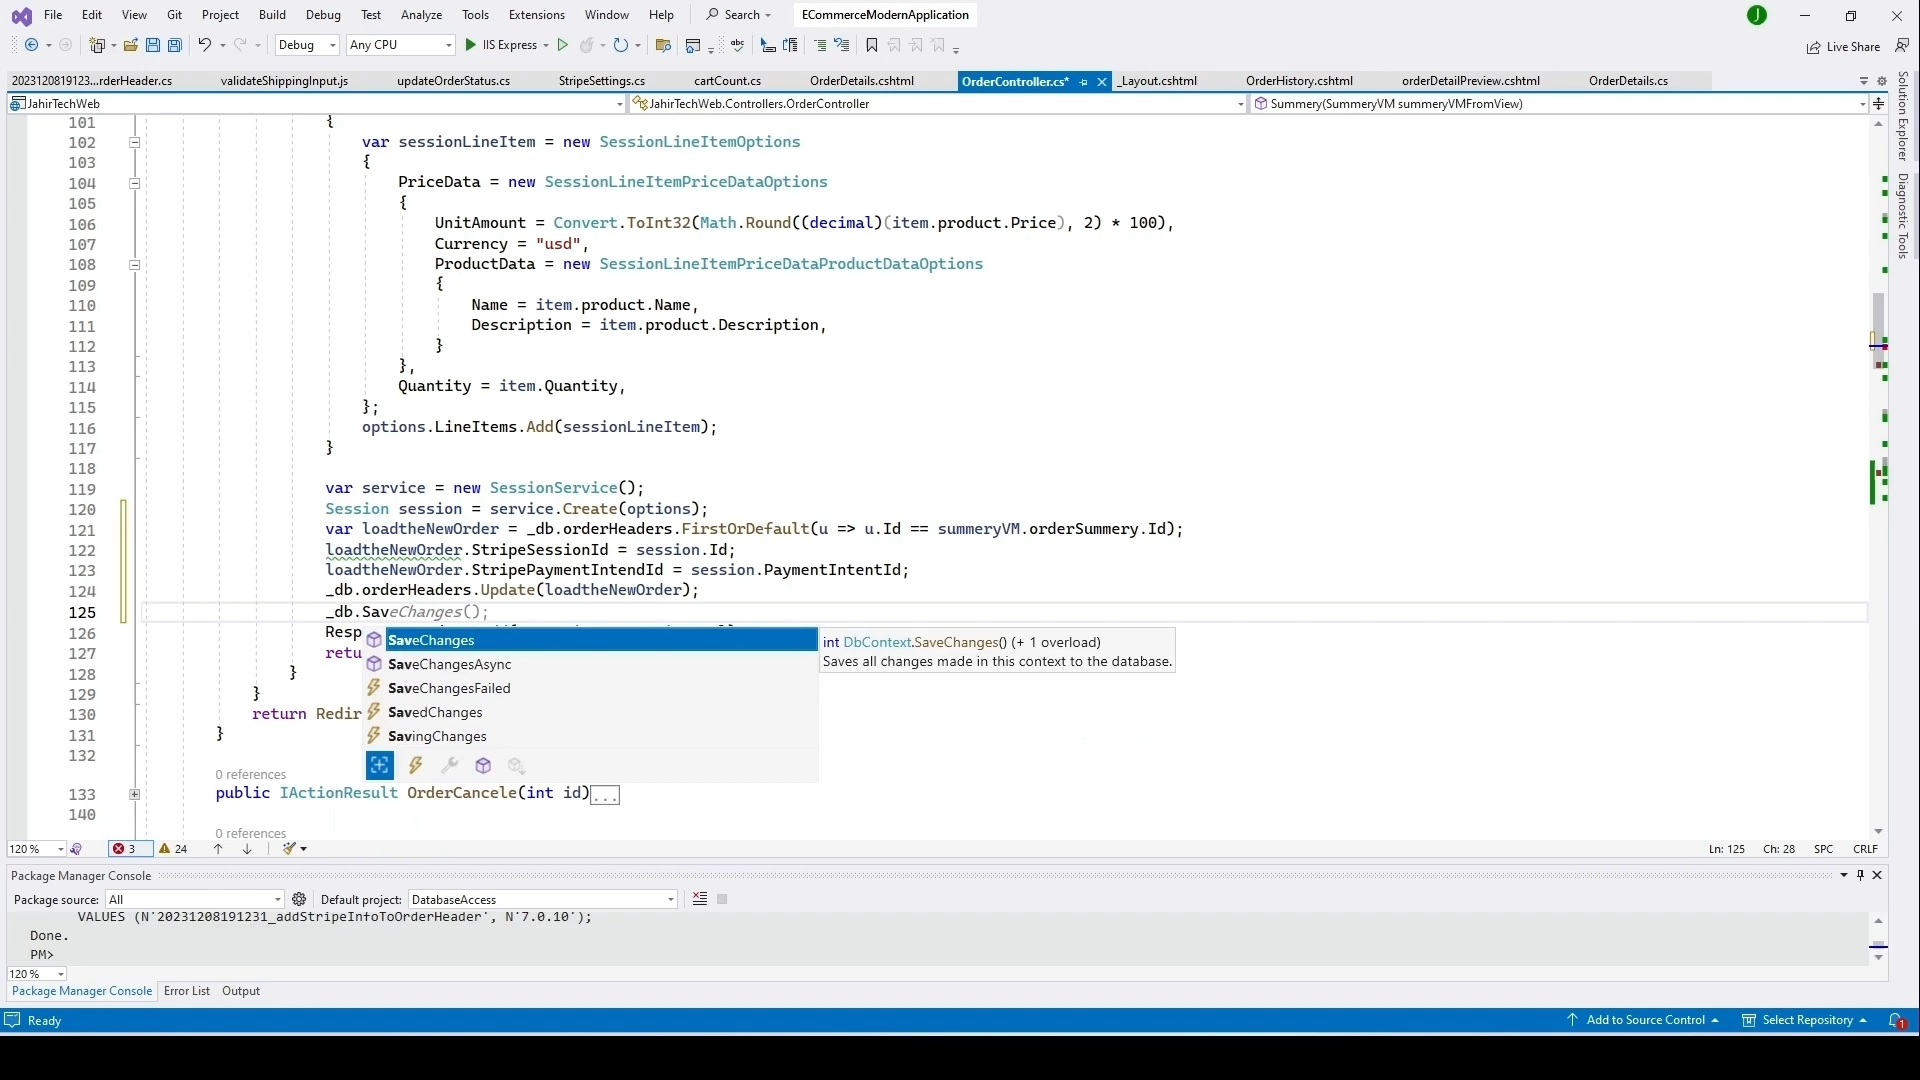 File Edit View Git Project Build Debug Test Analyze Tools Extensions Window Help Search ECommerceModernApplication J
Debug Any CPU IIS Express Live Share
2023120819123...rderHeader.cs validateShippingInput.js updateOrderStatus.cs StripeSettings.cs cartCount.cs OrderDetails.cshtml OrderController.cs* _Layout.cshtml OrderHistory.cshtml orderDetailPreview.cshtml OrderDetails.cs
JahirTechWeb JahirTechWeb.Controllers.OrderController Summery(SummeryVM summeryVMFromView)
Solution Explorer
Diagnostic Tools
101 {
102 var sessionLineItem = new SessionLineItemOptions
103 {
104 PriceData = new SessionLineItemPriceDataOptions
105 {
106 UnitAmount = Convert.ToInt32(Math.Round((decimal)(item.product.Price), 2) * 100),
107 Currency = "usd",
108 ProductData = new SessionLineItemPriceDataProductDataOptions
109 {
110 Name = item.product.Name,
111 Description = item.product.Description,
112 }
113 },
114 Quantity = item.Quantity,
115 };
116 options.LineItems.Add(sessionLineItem);
117 }
118
119 var service = new SessionService();
120 Session session = service.Create(options);
121 var loadtheNewOrder = _db.orderHeaders.FirstOrDefault(u => u.Id == summeryVM.orderSummery.Id);
122 loadtheNewOrder.StripeSessionId = session.Id;
123 loadtheNewOrder.StripePaymentIntendId = session.PaymentIntentId;
124 _db.orderHeaders.Update(loadtheNewOrder);
125 _db.SaveChanges();
126 Resp
127 retu
128 }
129 }
130 return Redir
131 }
132
SaveChanges
SaveChangesAsync
SaveChangesFailed
SavedChanges
SavingChanges
int DbContext.SaveChanges() (+ 1 overload)
Saves all changes made in this context to the database.
0 references
133 public IActionResult OrderCancele(int id)...
140
0 references
120 % 3 24 Ln: 125 Ch: 28 SPC CRLF
Package Manager Console
Package source: All Default project: DatabaseAccess
VALUES (N'20231208191231_addStripeInfoToOrderHeader', N'7.0.10');
Done.
PM>
120 %
Package Manager Console Error List Output
Ready Add to Source Control Select Repository 1